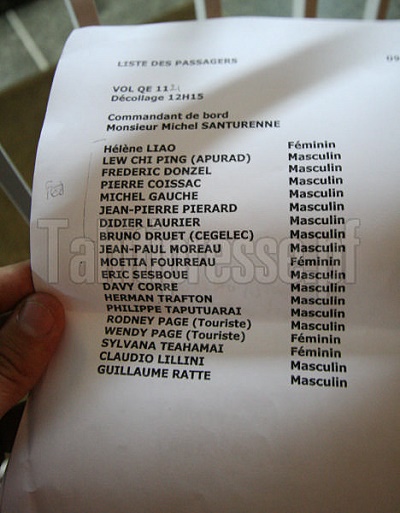 LISTE DES PASSAGERS 09
VOL QE 1121
Décollage 12H15
Commandant de bord
Monsieur Michel SANTURENNE
Hélène LIAO Féminin
LEW CHI PING (APURAD) Masculin
FREDERIC DONZEL Masculin
PIERRE COISSAC Masculin
MICHEL GAUCHE Masculin
JEAN-PIERRE PIERARD Masculin
DIDIER LAURIER Masculin
BRUNO DRUET (CEGELEC) Masculin
JEAN-PAUL MOREAU Masculin
MOETIA FOURREAU Féminin
ERIC SESBOUE Masculin
DAVY CORRE Masculin
HERMAN TRAFTON Masculin
PHILIPPE TAPUTUARAI Masculin
RODNEY PAGE (Touriste) Masculin
WENDY PAGE (Touriste) Féminin
SYLVANA TEAHAMAI Féminin
CLAUDIO LILLINI Masculin
GUILLAUME RATTE Masculin